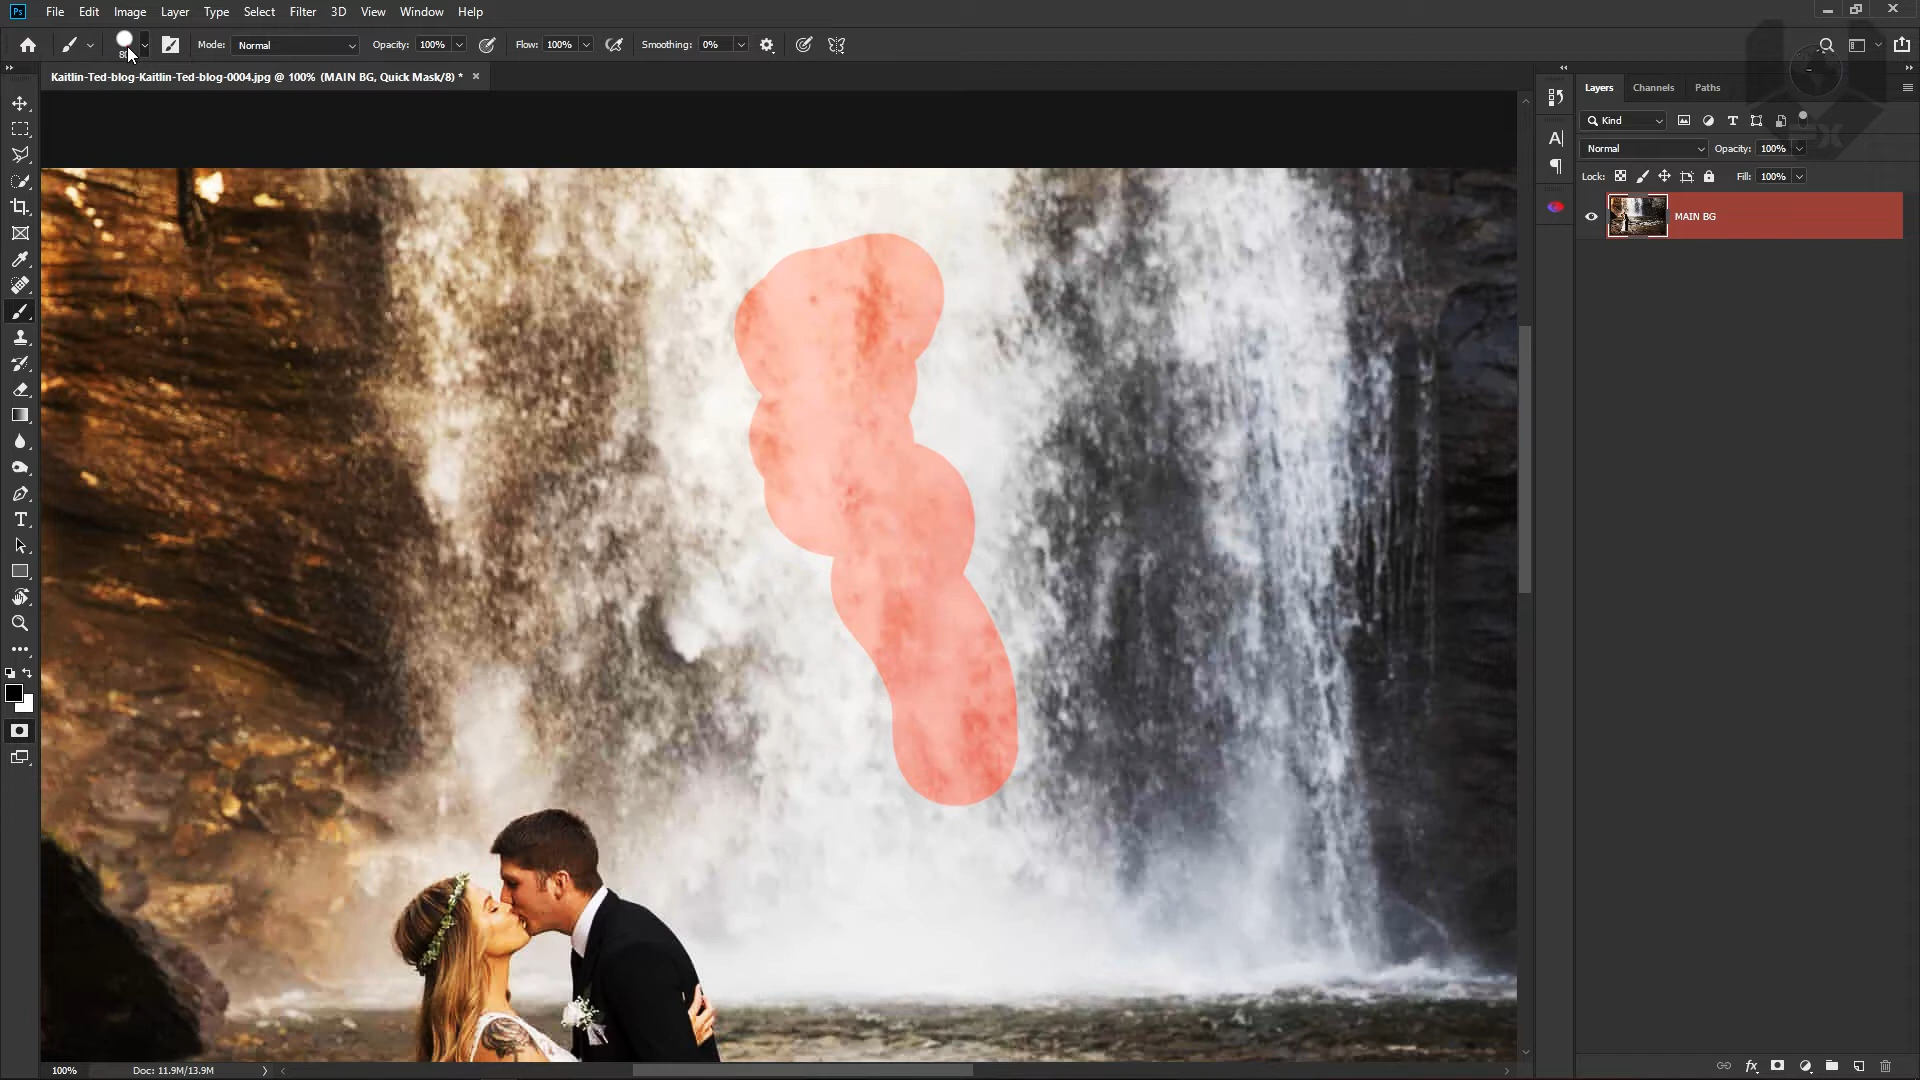 Ps File Edit Image Layer Type Select Filter 3D View Window Help
Mode: Normal Opacity: 100% Flow: 100% Smoothing: 0%
Kaitlin-Ted-blog-Kaitlin-Ted-blog-0004.jpg @ 100% (MAIN BG, Quick Mask/8) *
Layers Channels Paths
Kind
Normal Opacity: 100%
Lock: Fill: 100%
MAIN BG
100% Doc: 11.9M/13.9M